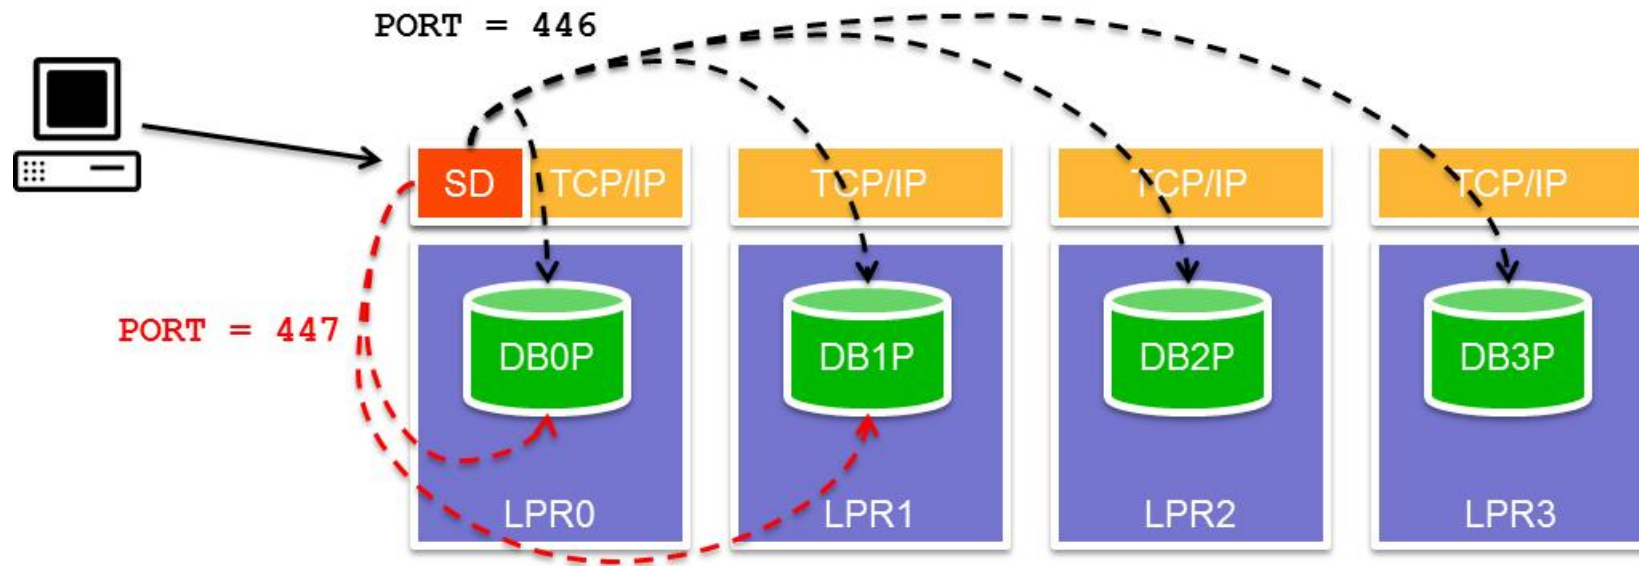 PORT = 446
SD TCP/IP TCP/IP TCP/IP TCP/IP
PORT = 447
DB0P DB1P DB2P DB3P
LPR0 LPR1 LPR2 LPR3